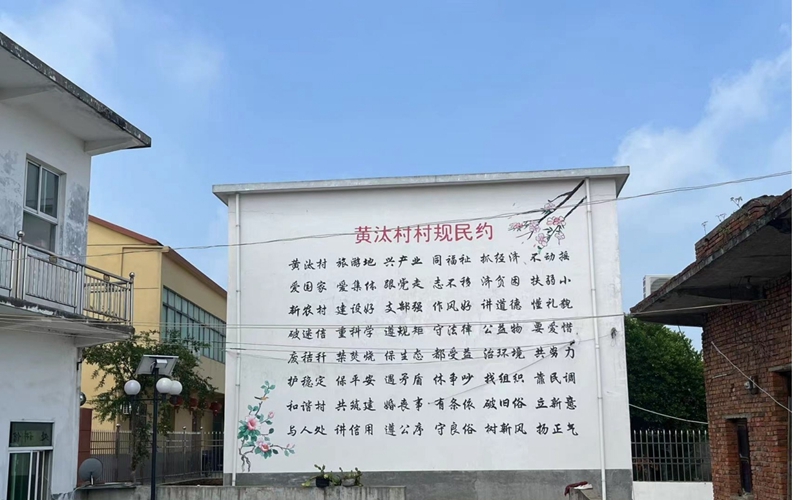 黄汰村村规民约
黄汰村 旅游地 兴产业 同福祉 抓经济 不动摇
爱国家 爱集体 跟党走 志不移 济贫困 扶弱小
新农村 建设好 支部强 作风好 讲道德 懂礼貌
破迷信 重科学 遵规矩 守法律 公益物 要爱惜
废秸秆 禁焚烧 保生态 都受益 治环境 共努力
护稳定 保平安 遇矛盾 休争吵 找组织 靠民调
和谐村 共筑建 婚丧事 有条依 破旧俗 立新意
与人处 讲信用 遵公序 守良俗 树新风 扬正气